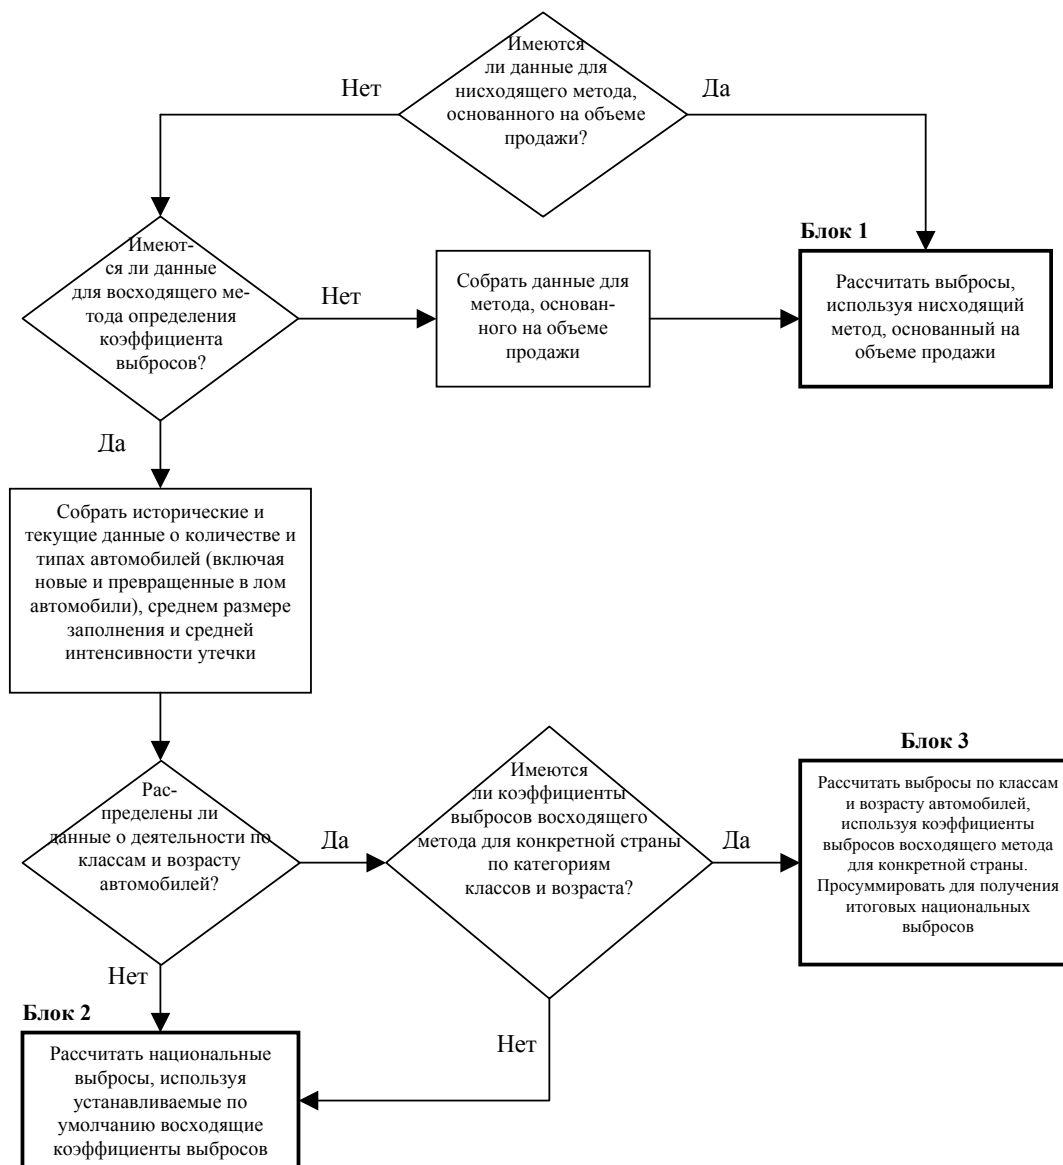 Имеются
ли данные для
нисходящего метода,
основанного на объеме
продажи?
Нет
Да
Блок 1
Имеют-
ся ли данные
для восходящего ме-
тода определения
коэффициента
выбросов?
Нет
Собрать данные для
метода, основан-
ного на объеме
продажи
Рассчитать выбросы,
используя нисходящий
метод, основанный на
объеме продажи
Да
Собрать исторические и
текущие данные о количестве и
типах автомобилей (включая
новые и превращенные в лом
автомобили), среднем размере
заполнения и средней
интенсивности утечки
Рас-
пределены ли
данные о деятельности по
классам и возрасту
автомобилей?
Да
Имеются
ли коэффициенты
выбросов восходящего
метода для конкретной страны
по категориям
классов и возраста?
Да
Блок 3
Рассчитать выбросы по классам
и возрасту автомобилей,
используя коэффициенты
выбросов восходящего метода
для конкретной страны.
Просуммировать для получения
итоговых национальных
выбросов
Нет
Нет
Блок 2
Рассчитать национальные
выбросы, используя
устанавливаемые по
умолчанию восходящие
коэффициенты выбросов